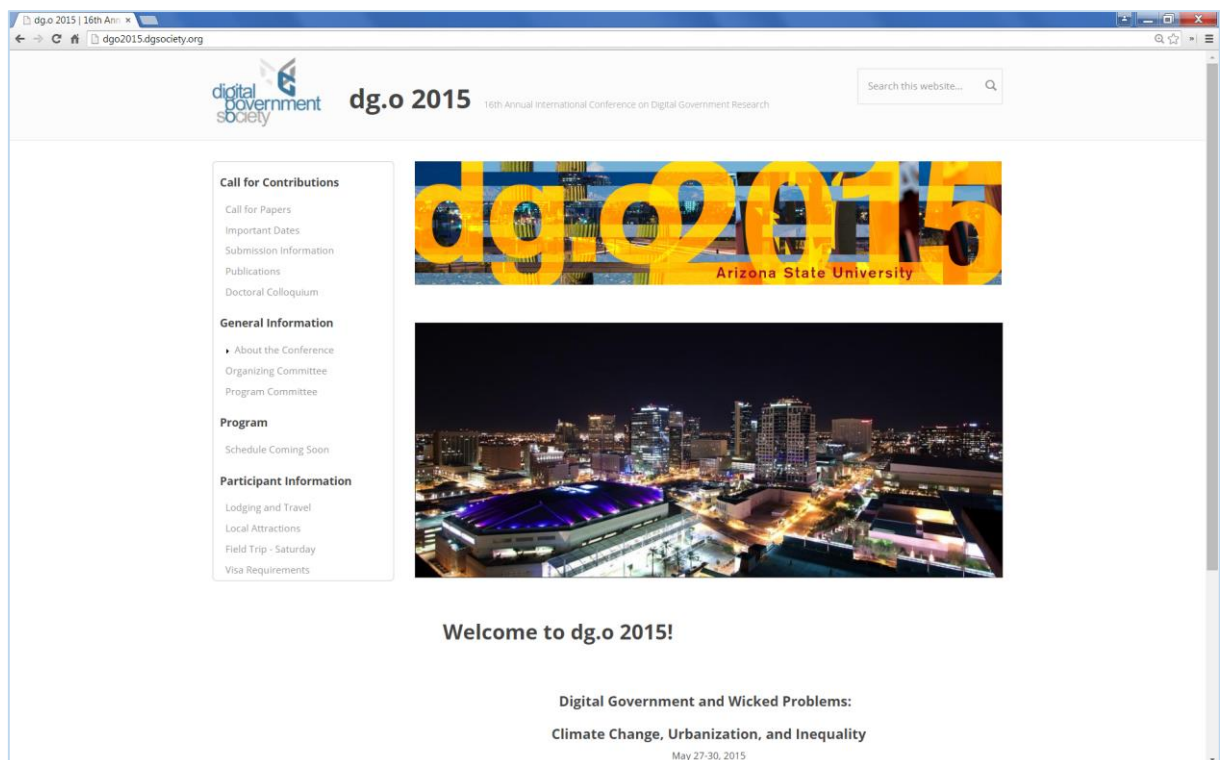 dg.o 2015 | 16th Ann
dgo2015.dgsociety.org
digital
government
society
dg.o 2015
16th Annual International Conference on Digital Government Research
Search this website...
Call for Contributions
Call for Papers
Important Dates
Submission Information
Publications
Doctoral Colloquium
General Information
About the Conference
Organizing Committee
Program Committee
Program
Schedule Coming Soon
Participant Information
Lodging and Travel
Local Attractions
Field Trip - Saturday
Visa Requirements
dg.o2015
Arizona State University
Welcome to dg.o 2015!
Digital Government and Wicked Problems:
Climate Change, Urbanization, and Inequality
May 27-30, 2015